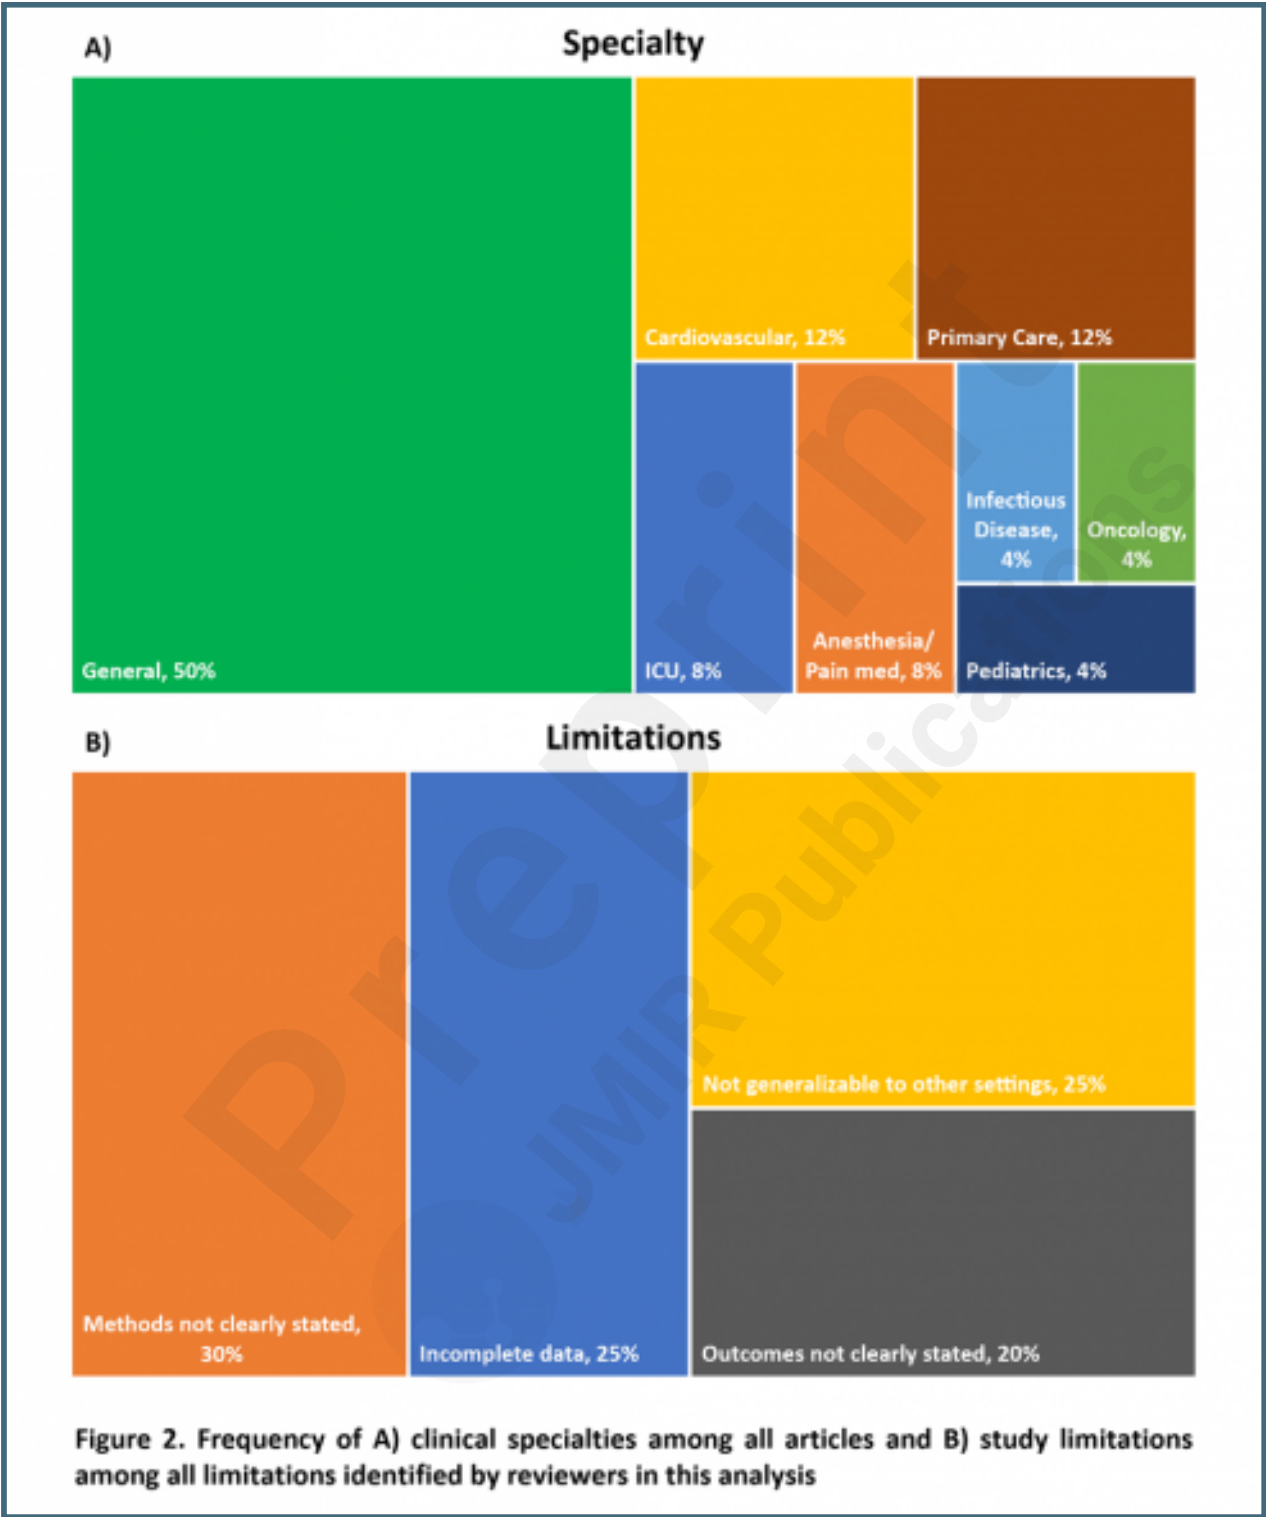 A)
Specialty
Cardiovascular, 12%
Primary Care, 12%
Infectious
Disease,
4%
Oncology,
4%
General, 50%
ICU, 8%
Anesthesia/
Pain med, 8%
Pediatrics, 4%
B)
Limitations
Not generalizable to other settings, 25%
Methods not clearly stated,
30%
Incomplete data, 25%
Outcomes not clearly stated, 20%
Preprint
JMIR Publications
Figure 2. Frequency of A) clinical specialties among all articles and B) study limitations
among all limitations identified by reviewers in this analysis